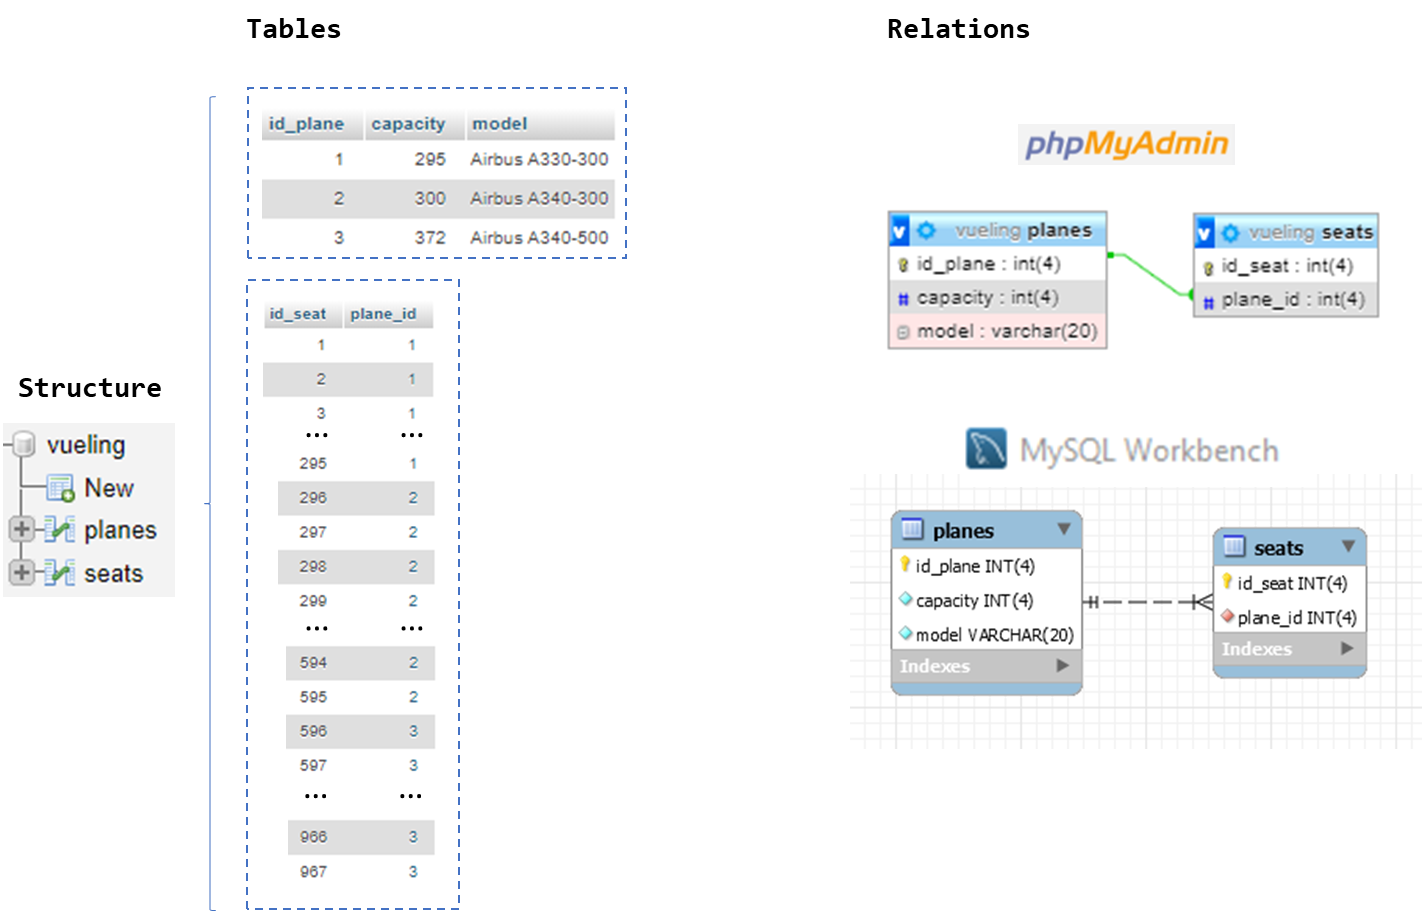 Tables
Relations
Structure
vueling
New
planes
seats
id_plane capacity model
1 295 Airbus A330-300
2 300 Airbus A340-300
3 372 Airbus A340-500
id_seat plane_id
1 1
2 1
3 1
... ...
295 1
296 2
297 2
298 2
299 2
... ...
594 2
595 2
596 3
597 3
... ...
966 3
967 3
phpMyAdmin
v vueling planes
id_plane : int(4)
# capacity : int(4)
model : varchar(20)
v vueling seats
id_seat : int(4)
# plane_id : int(4)
MySQL Workbench
planes
id_plane INT(4)
capacity INT(4)
model VARCHAR(20)
Indexes
seats
id_seat INT(4)
plane_id INT(4)
Indexes